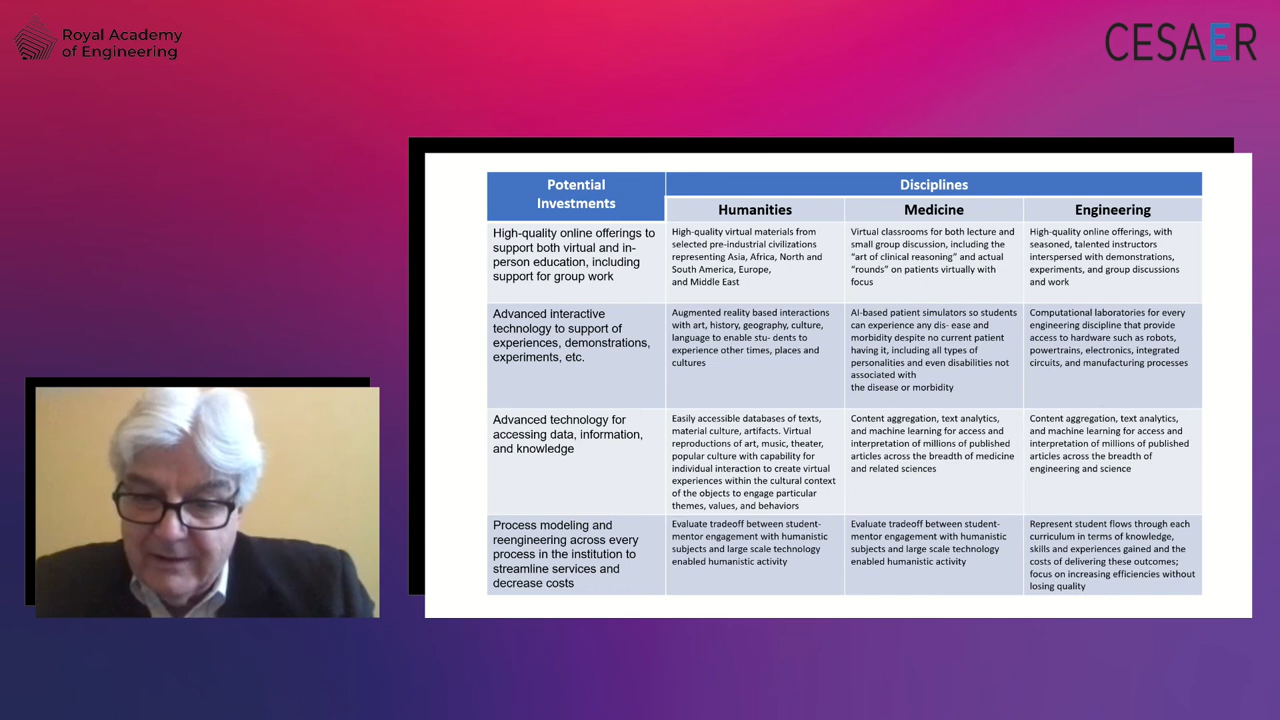 Royal Academy
of Engineering
CESAER
Potential
Investments
Disciplines
Humanities
Medicine
Engineering
High-quality online offerings to
support both virtual and in-
person education, including
support for group work
High-quality virtual materials from
selected pre-industrial civilizations
representing Asia, Africa, North and
South America, Europe,
and Middle East
Virtual classrooms for both lecture and
small group discussion, including the
“art of clinical reasoning” and actual
“rounds” on patients virtually with
focus
High-quality online offerings, with
seasoned, talented instructors
interspersed with demonstrations,
experiments, and group discussions
and work
Advanced interactive
technology to support of
experiences, demonstrations,
experiments, etc.
Augmented reality based interactions
with art, history, geography, culture,
language to enable stu- dents to
experience other times, places and
cultures
AI-based patient simulators so students
can experience any dis- ease and
morbidity despite no current patient
having it, including all types of
personalities and even disabilities not
associated with
the disease or morbidity
Computational laboratories for every
engineering discipline that provide
access to hardware such as robots,
powertrains, electronics, integrated
circuits, and manufacturing processes
Advanced technology for
accessing data, information,
and knowledge
Easily accessible databases of texts,
material culture, artifacts. Virtual
reproductions of art, music, theater,
popular culture with capability for
individual interaction to create virtual
experiences within the cultural context
of the objects to engage particular
themes, values, and behaviors
Content aggregation, text analytics,
and machine learning for access and
interpretation of millions of published
articles across the breadth of medicine
and related sciences
Content aggregation, text analytics,
and machine learning for access and
interpretation of millions of published
articles across the breadth of
engineering and science
Process modeling and
reengineering across every
process in the institution to
streamline services and
decrease costs
Evaluate tradeoff between student-
mentor engagement with humanistic
subjects and large scale technology
enabled humanistic activity
Evaluate tradeoff between student-
mentor engagement with humanistic
subjects and large scale technology
enabled humanistic activity
Represent student flows through each
curriculum in terms of knowledge,
skills and experiences gained and the
costs of delivering these outcomes;
focus on increasing efficiencies without
losing quality